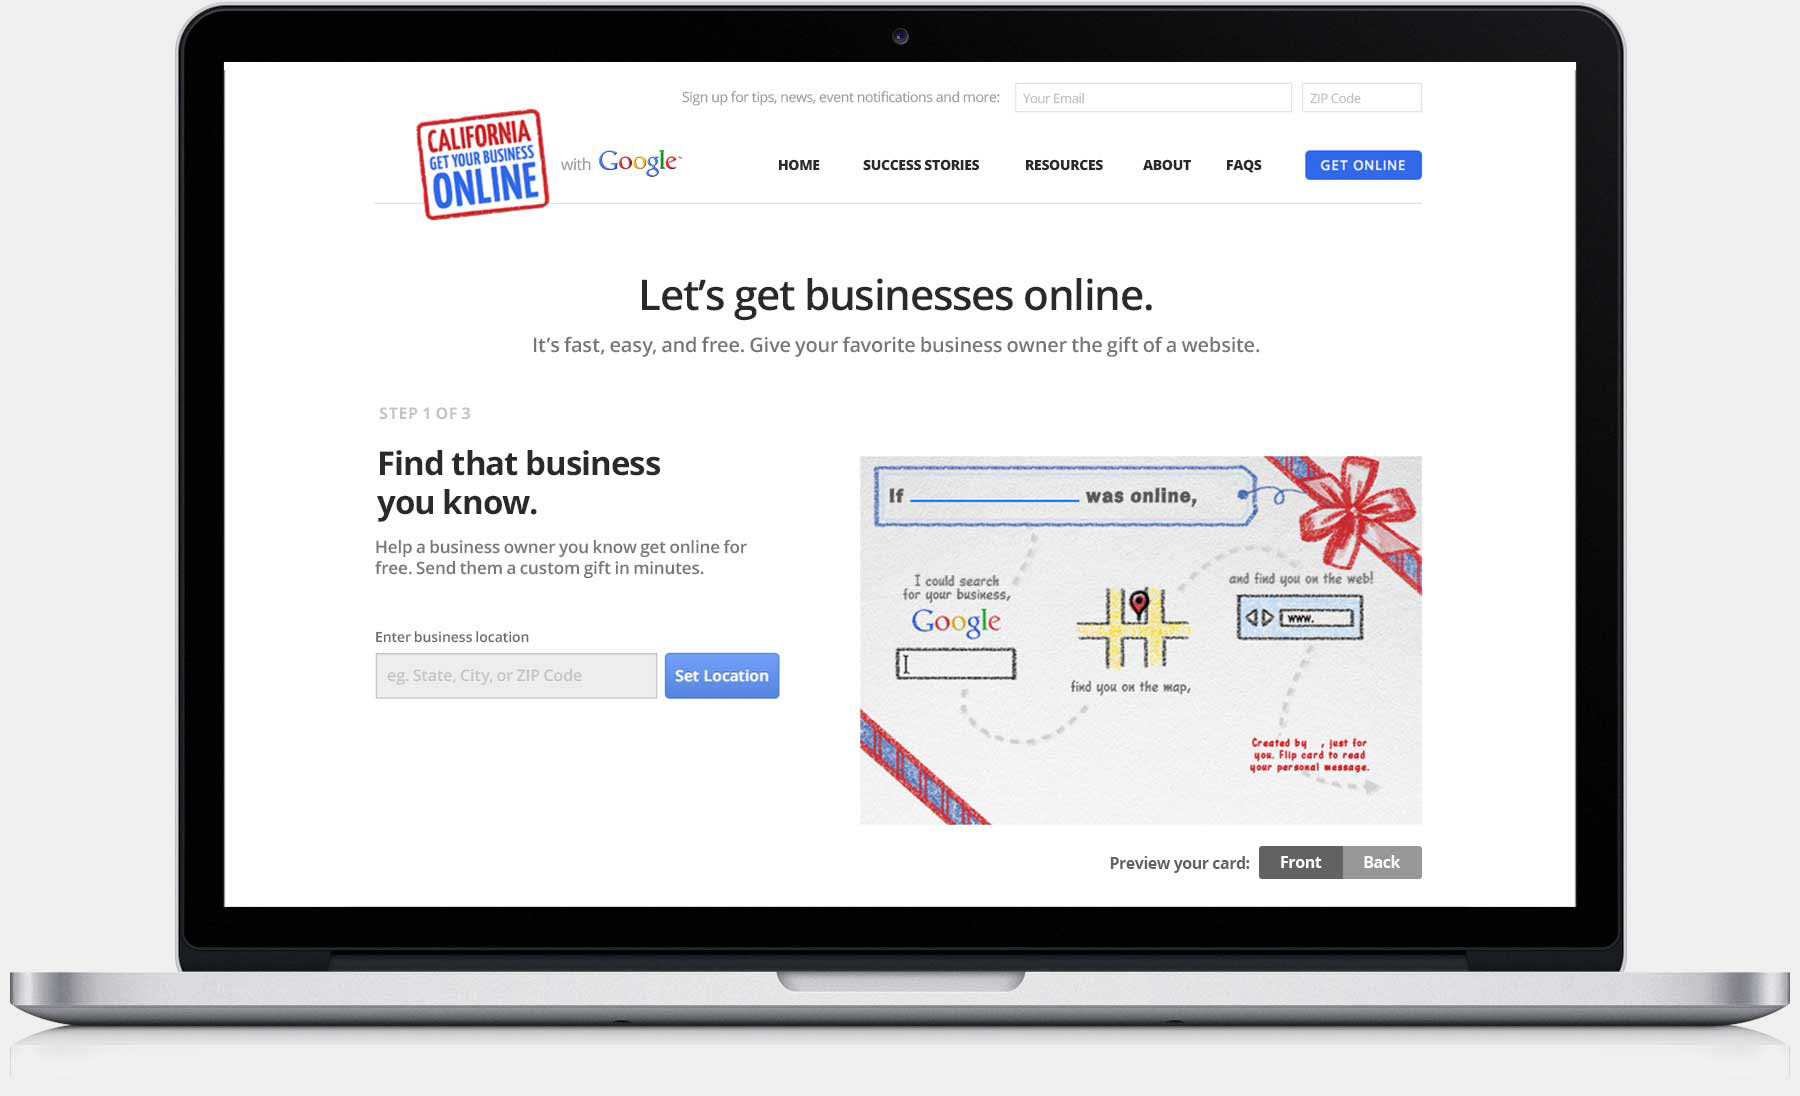 Sign up for tips, news, event notifications and more:
Your Email
ZIP Code
CALIFORNIA
GET YOUR BUSINESS
ONLINE
with Google™
HOME
SUCCESS STORIES
RESOURCES
ABOUT
FAQS
GET ONLINE
Let’s get businesses online.
It’s fast, easy, and free. Give your favorite business owner the gift of a website.
STEP 1 OF 3
Find that business
you know.
Help a business owner you know get online for
free. Send them a custom gift in minutes.
Enter business location
eg. State, City, or ZIP Code
Set Location
If was online,
I could search
for your business,
Google
find you on the map,
and find you on the web!
www.
Created by , just for
you. Flip card to read
your personal message.
Preview your card:
Front
Back